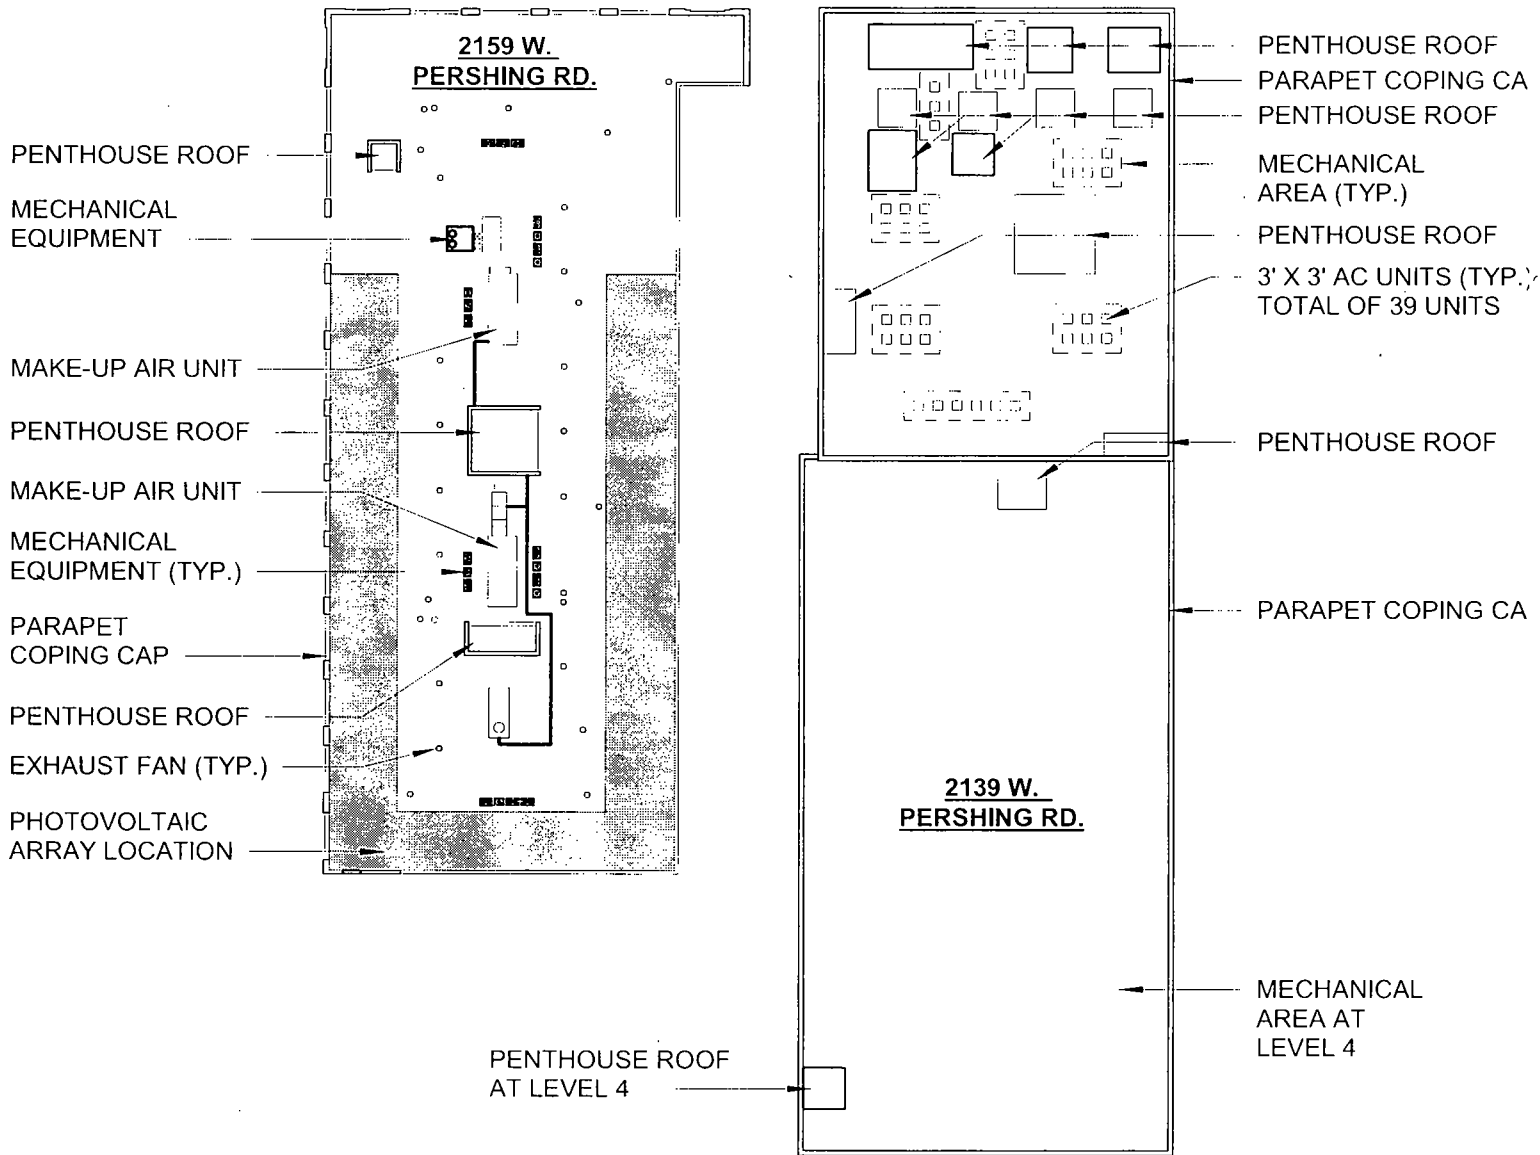 2159 W.
PERSHING RD.
PENTHOUSE ROOF
MECHANICAL
EQUIPMENT
MAKE-UP AIR UNIT
PENTHOUSE ROOF
MAKE-UP AIR UNIT
MECHANICAL
EQUIPMENT (TYP.)
PARAPET
COPING CAP
PENTHOUSE ROOF
EXHAUST FAN (TYP.)
PHOTOVOLTAIC
ARRAY LOCATION
PENTHOUSE ROOF
AT LEVEL 4
2139 W.
PERSHING RD.
PENTHOUSE ROOF
PARAPET COPING CA
PENTHOUSE ROOF
MECHANICAL
AREA (TYP.)
PENTHOUSE ROOF
3' X 3' AC UNITS (TYP.)
TOTAL OF 39 UNITS
PENTHOUSE ROOF
PARAPET COPING CA
MECHANICAL
AREA AT
LEVEL 4